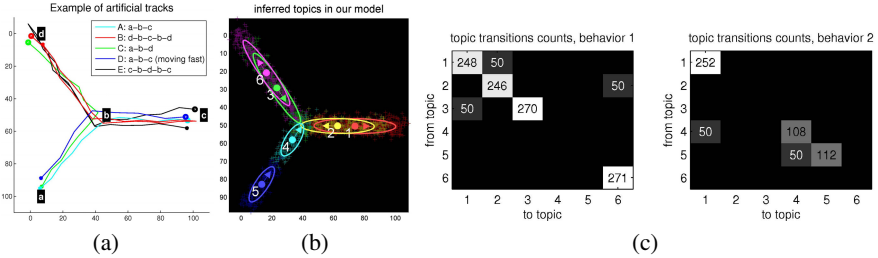 Example of artificial tracks
0
20
40
60
80
100
0 20 40 60 80 100
d
b
c
a
A: a–b–c
B: d–b–c–b–d
C: a–b–d
D: a–b–c (moving fast)
E: c–b–d–b–c
(a)
inferred topics in our model
0
10
20
30
40
50
60
70
80
90
0 20 40 60 80 100
6
3
2 1
4
5
(b)
topic transitions counts, behavior 1
from topic
1
2
3
4
5
6
248 50
246 50
50 270
271
1 2 3 4 5 6
to topic
topic transitions counts, behavior 2
from topic
1
2
3
4
5
6
252
50 108
50 112
1 2 3 4 5 6
to topic
(c)